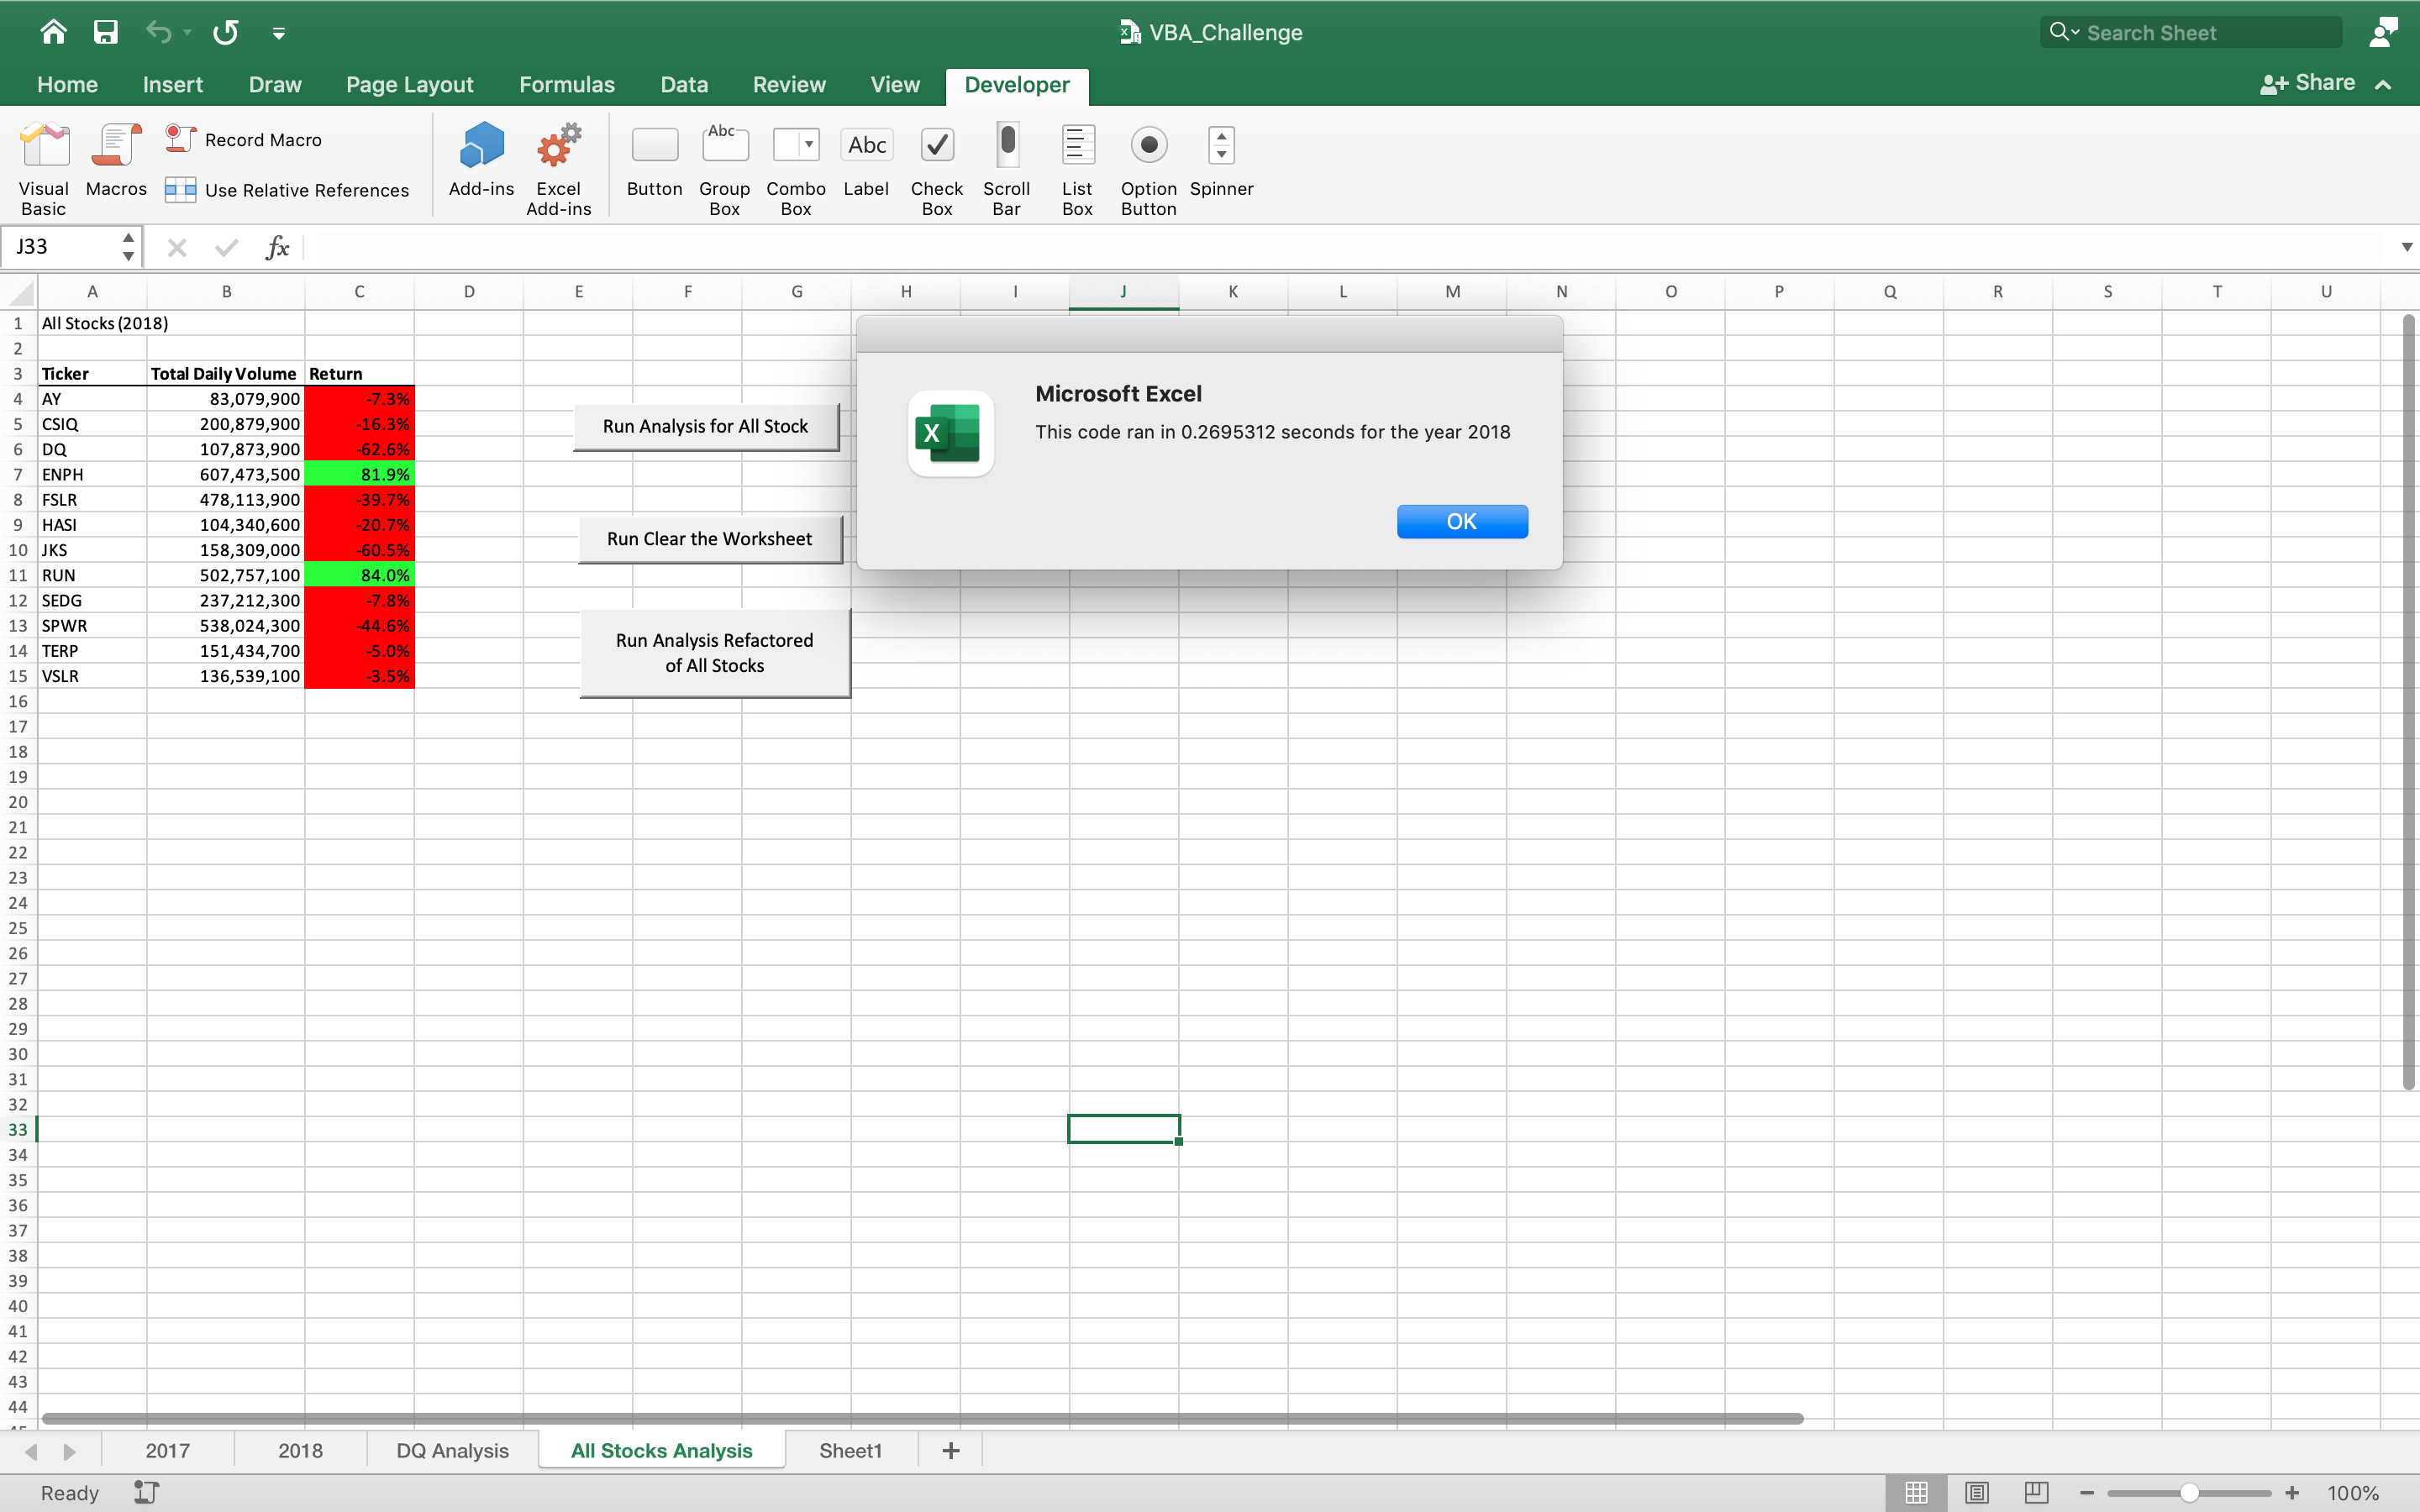 VBA_Challenge
Search Sheet
Home Insert Draw Page Layout Formulas Data Review View Developer Share
Record Macro
Use Relative References
Visual Basic
Macros
Add-ins
Excel Add-ins
Button
Abc
Group Box
Combo Box
Abc
Label
Check Box
Scroll Bar
List Box
Option Button
Spinner
J33 fx
A B C D E F G H I J K L M N O P Q R S T U
1 All Stocks (2018)
2
3 Ticker Total Daily Volume Return
4 AY 83,079,900 -7.3%
5 CSIQ 200,879,900 -16.3%
6 DQ 107,873,900 -62.6%
7 ENPH 607,473,500 81.9%
8 FSLR 478,113,900 -39.7%
9 HASI 104,340,600 -20.7%
10 JKS 158,309,000 -60.5%
11 RUN 502,757,100 84.0%
12 SEDG 237,212,300 -7.8%
13 SPWR 538,024,300 -44.6%
14 TERP 151,434,700 -5.0%
15 VSLR 136,539,100 -3.5%
Run Analysis for All Stock
Run Clear the Worksheet
Run Analysis Refactored
of All Stocks
Microsoft Excel
This code ran in 0.2695312 seconds for the year 2018
OK
16
17
18
19
20
21
22
23
24
25
26
27
28
29
30
31
32
33
34
35
36
37
38
39
40
41
42
43
44
2017 2018 DQ Analysis All Stocks Analysis Sheet1 +
Ready 100%